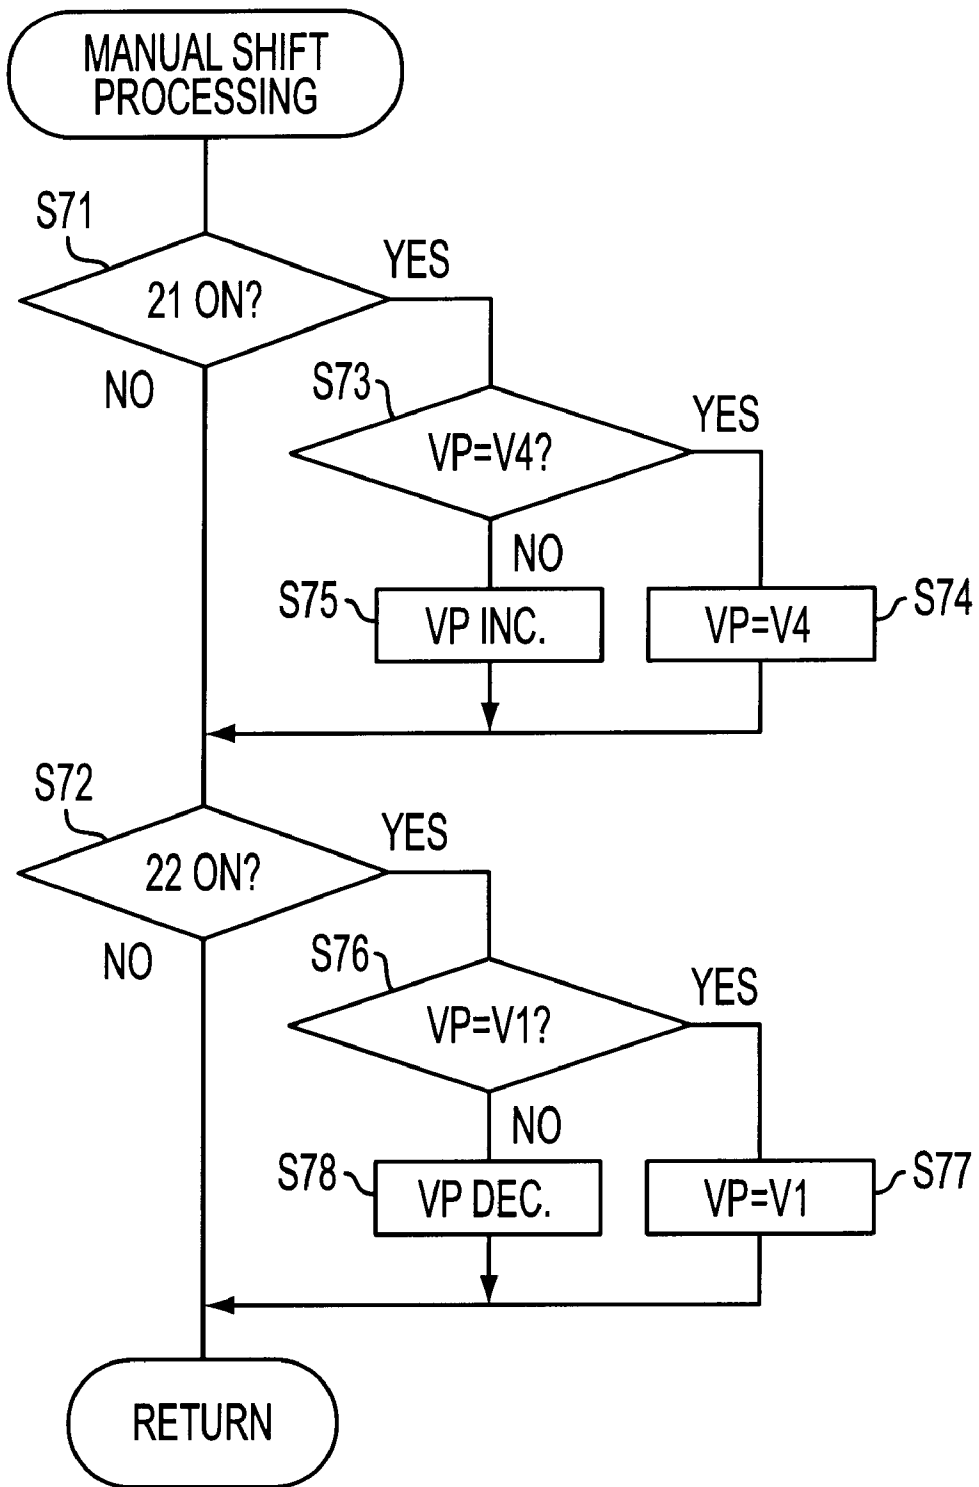 MANUAL SHIFT
PROCESSING
S71
21 ON?
YES
NO
S73
VP=V4?
YES
NO
S75
VP INC.
VP=V4
S74
S72
22 ON?
YES
NO
S76
VP=V1?
YES
NO
S78
VP DEC.
VP=V1
S77
RETURN